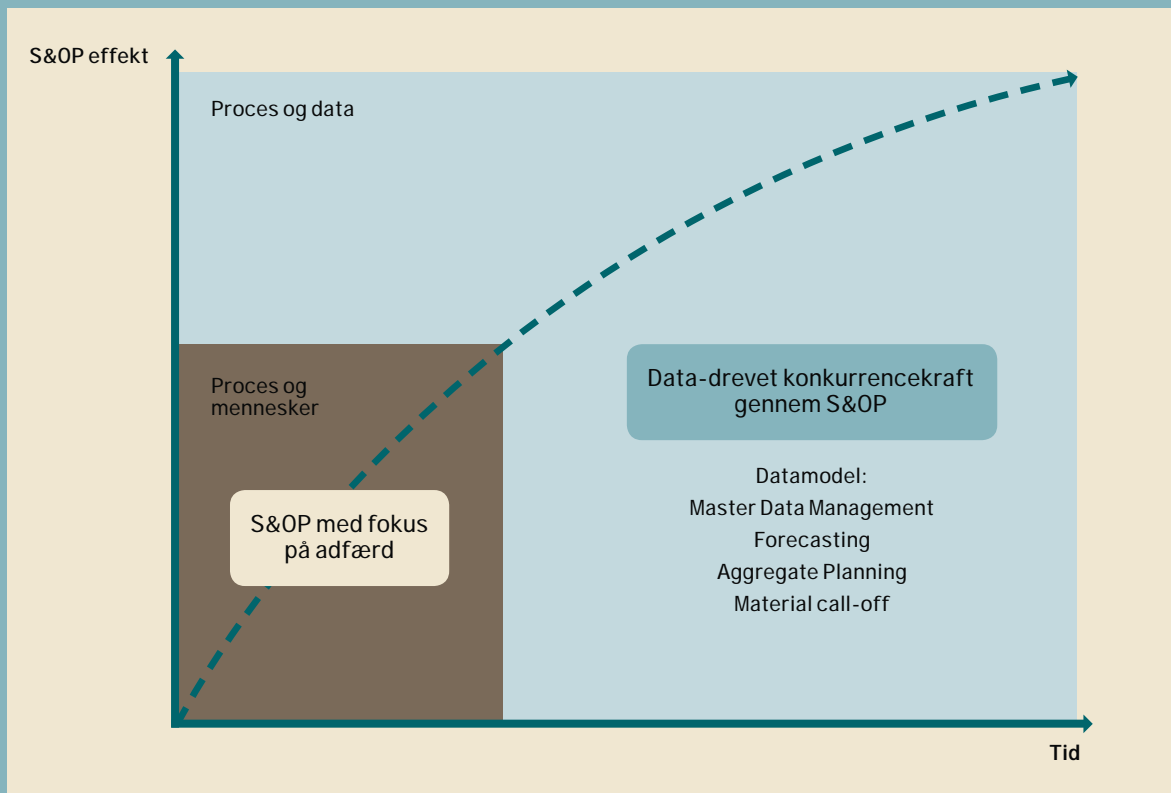 S&OP effekt
Proces og data
Proces og
mennesker
S&OP med fokus
på adfærd
Data-drevet konkurrencekraft
gennem S&OP
Datamodel:
Master Data Management
Forecasting
Aggregate Planning
Material call-off
Tid